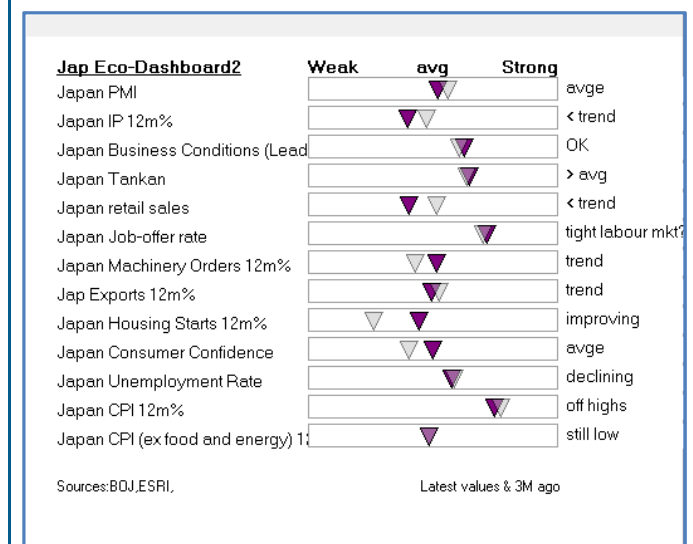 Jap Eco-Dashboard2 Weak avg Strong
Japan PMI avge
Japan IP 12m% < trend
Japan Business Conditions (Lead OK
Japan Tankan > avg
Japan retail sales < trend
Japan Job-offer rate tight labour mkt?
Japan Machinery Orders 12m% trend
Jap Exports 12m% trend
Japan Housing Starts 12m% improving
Japan Consumer Confidence avge
Japan Unemployment Rate declining
Japan CPI 12m% off highs
Japan CPI (ex food and energy) 1 still low
Sources:BOJ,ESRI, Latest values & 3M ago